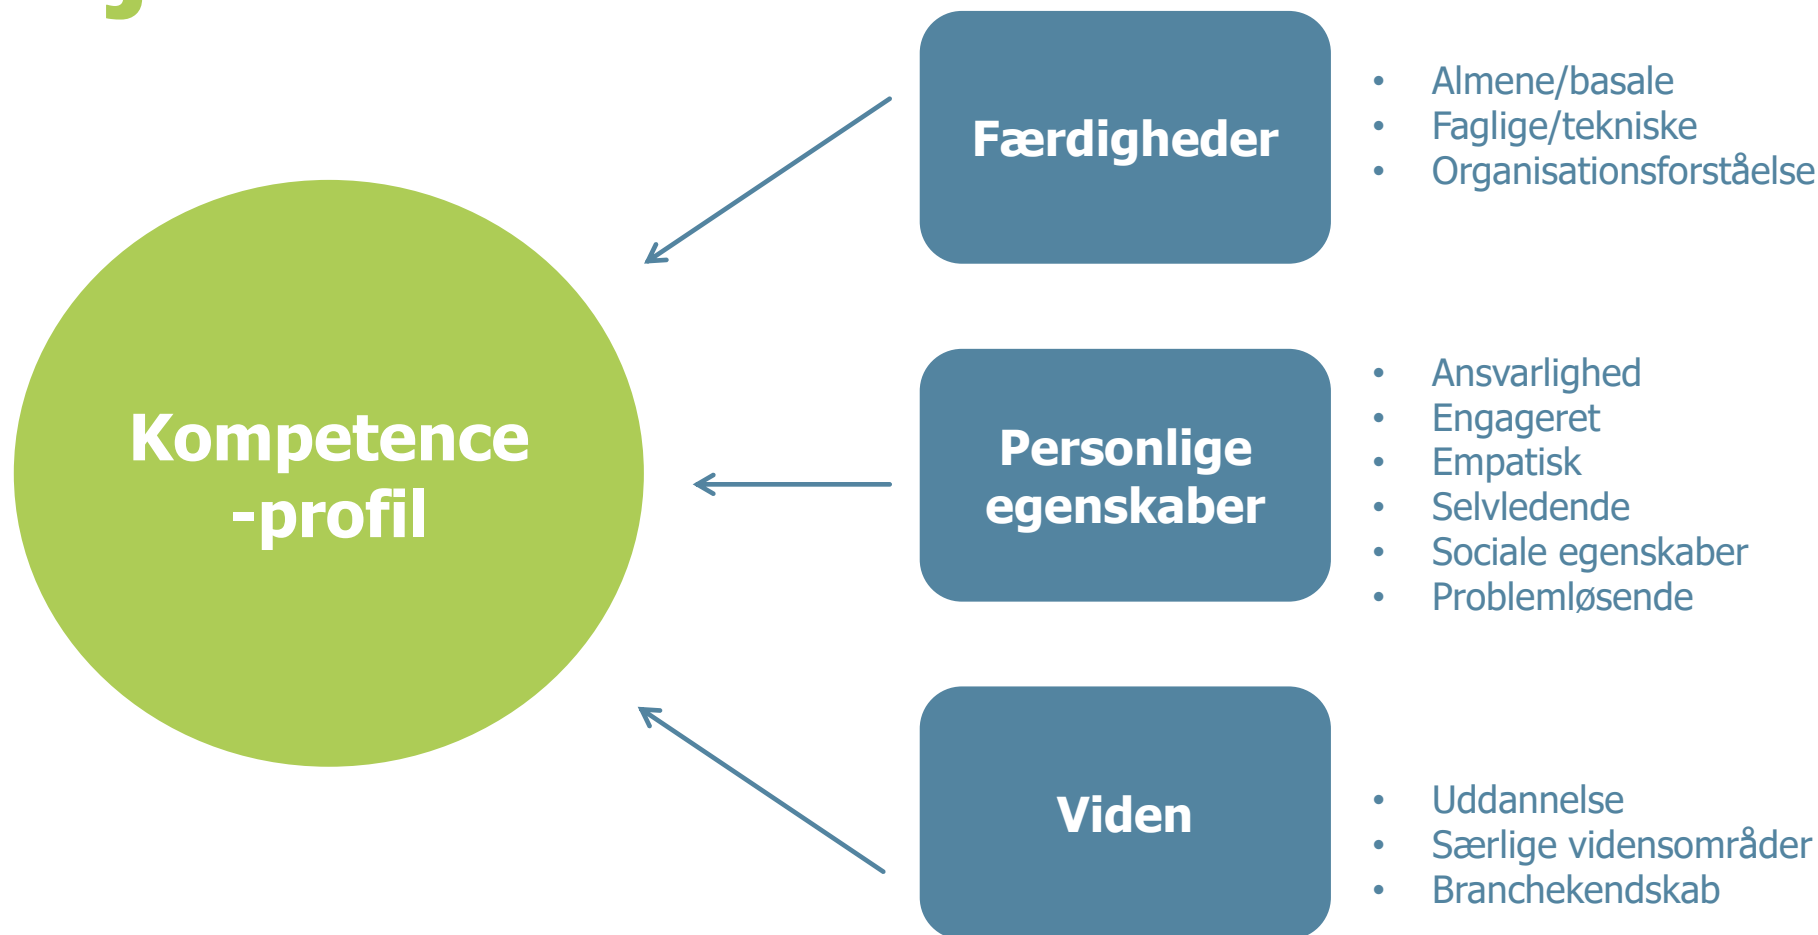 Kompetence
-profil
Færdigheder
• Almene/basale
• Faglige/tekniske
• Organisationsforståelse
Personlige
egenskaber
• Ansvarlighed
• Engageret
• Empatisk
• Selvledende
• Sociale egenskaber
• Problemløsende
Viden
• Uddannelse
• Særlige vidensområder
• Branchekendskab